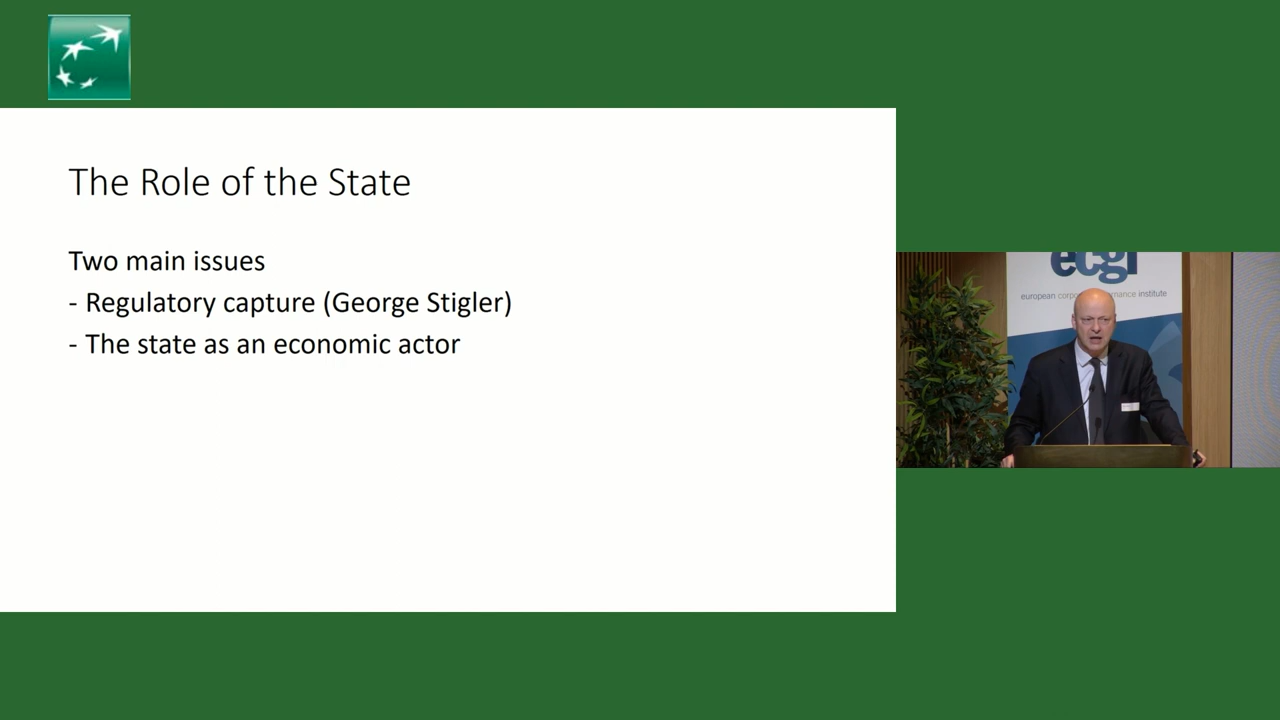 The Role of the State
Two main issues
- Regulatory capture (George Stigler)
- The state as an economic actor
ecgi
european corporate governance institute